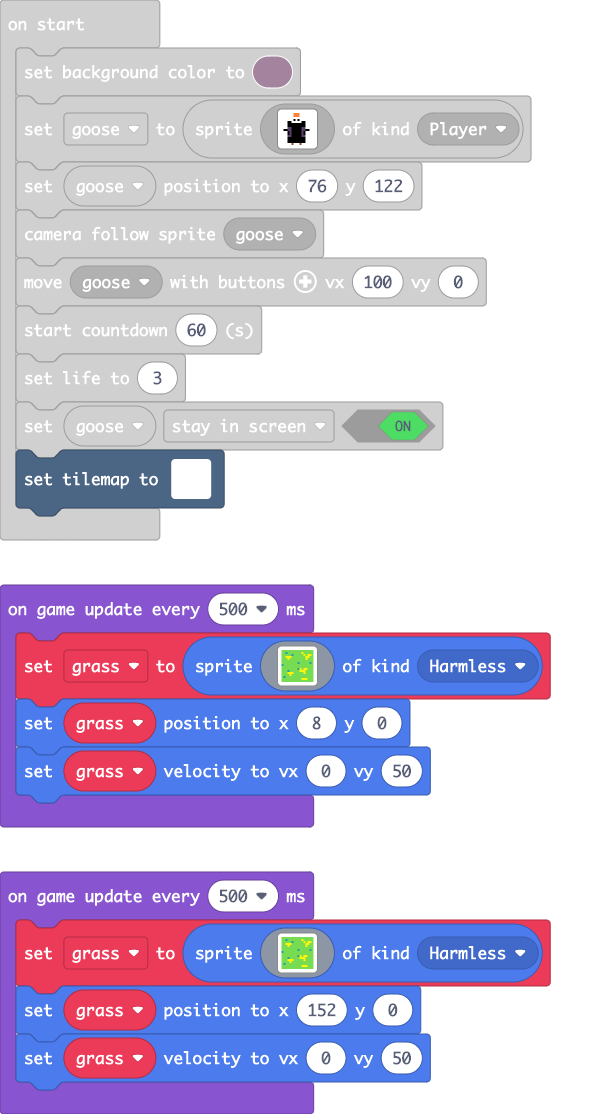 on start
set background color to
set goose to sprite of kind Player
set goose position to x 76 y 122
camera follow sprite goose
move goose with buttons vx 100 vy 0
start countdown 60 (s)
set life to 3
set goose stay in screen ON
set tilemap to
on game update every 500 ms
set grass to sprite of kind Harmless
set grass position to x 8 y 0
set grass velocity to vx 0 vy 50
on game update every 500 ms
set grass to sprite of kind Harmless
set grass position to x 152 y 0
set grass velocity to vx 0 vy 50